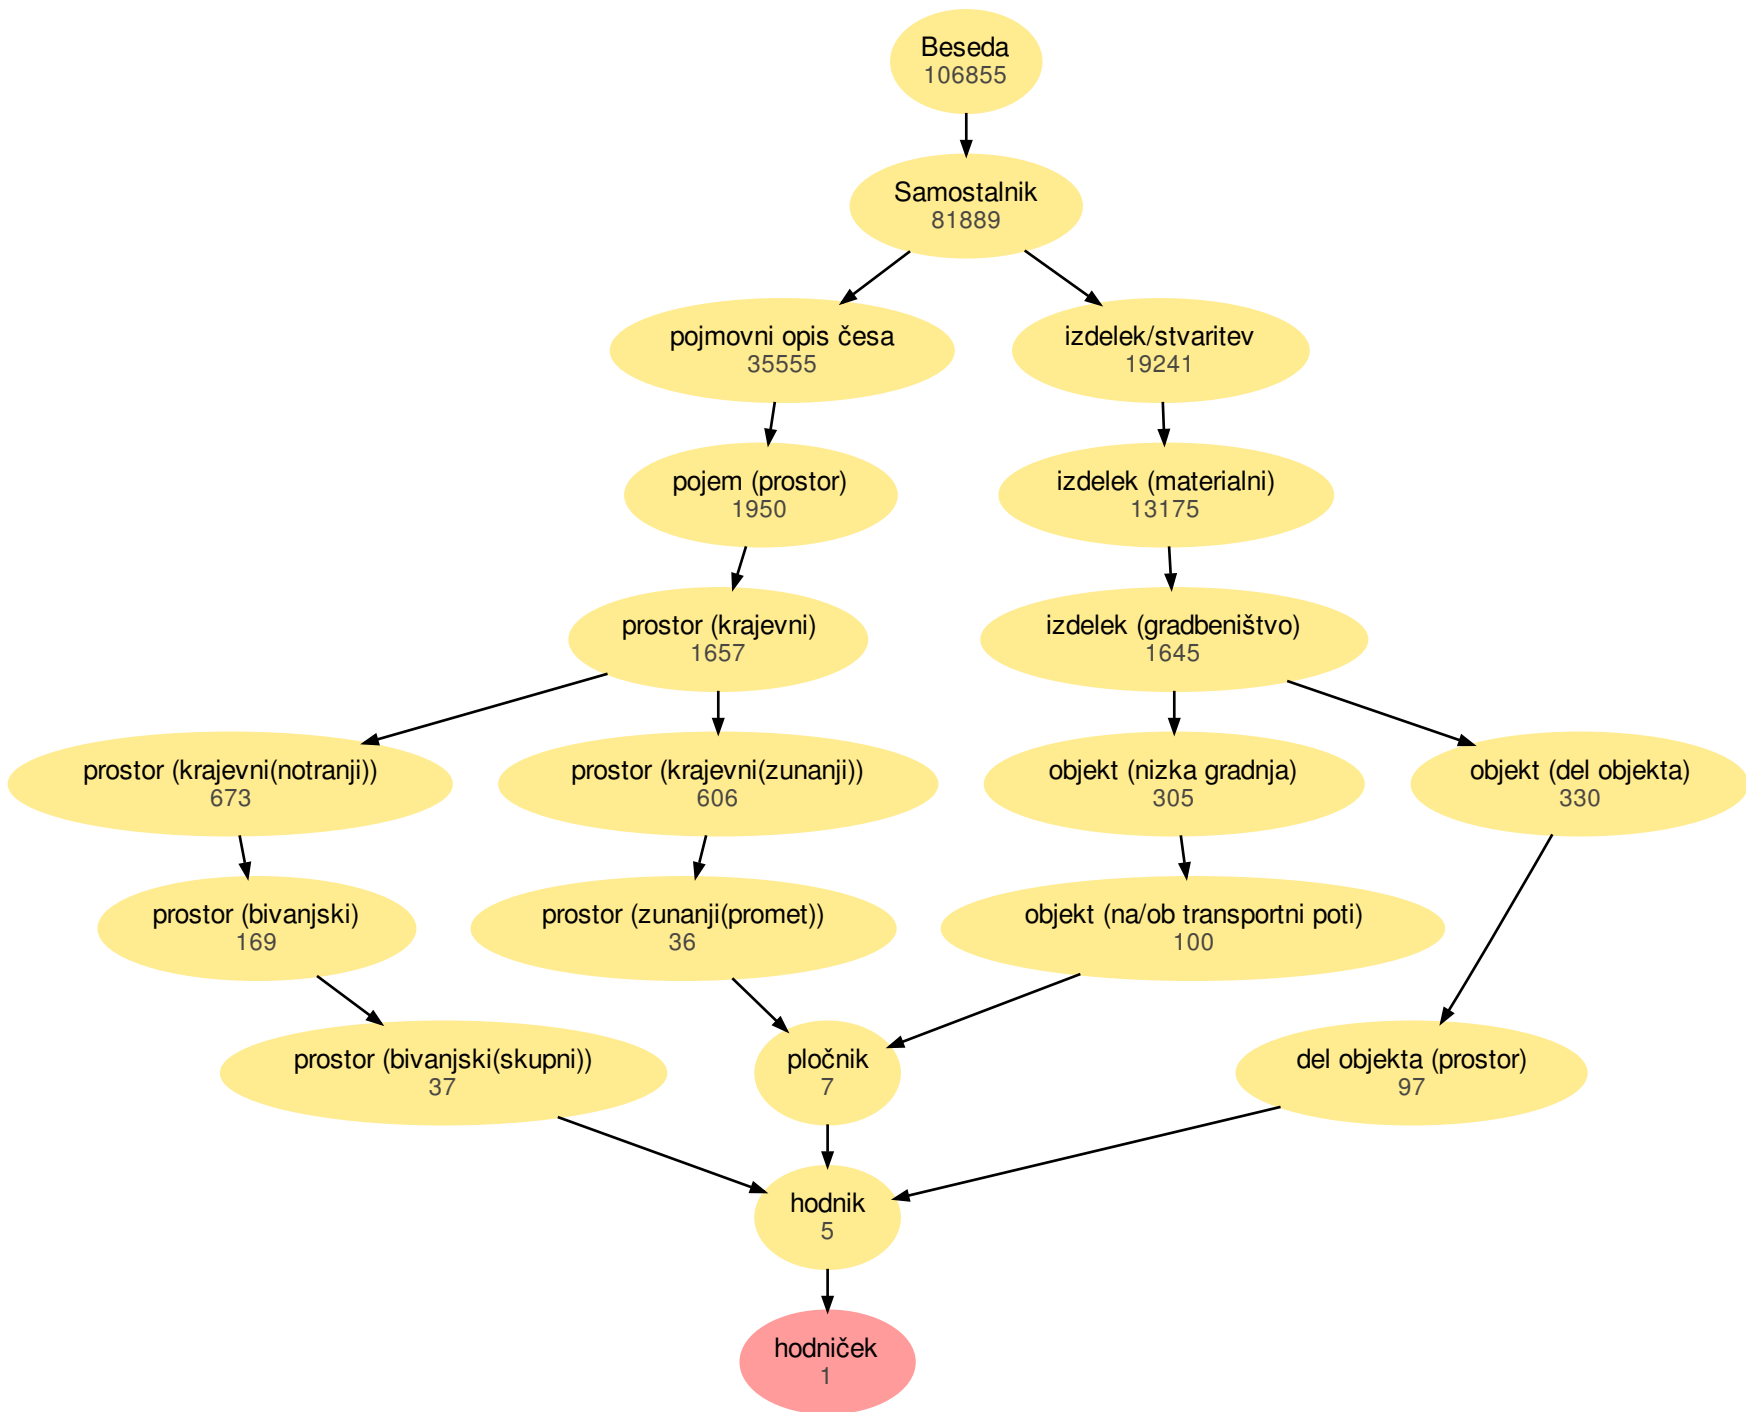 Beseda
106855
Samostalnik
81889
pojmovni opis česa
35555
izdelek/stvaritev
19241
pojem (prostor)
1950
izdelek (materialni)
13175
prostor (krajevni)
1657
izdelek (gradbeništvo)
1645
prostor (krajevni(notranji))
673
prostor (krajevni(zunanji))
606
objekt (nizka gradnja)
305
objekt (del objekta)
330
prostor (bivanjski)
169
prostor (zunanji(promet))
36
objekt (na/ob transportni poti)
100
prostor (bivanjski(skupni))
37
pločnik
7
del objekta (prostor)
97
hodnik
5
hodniček
1